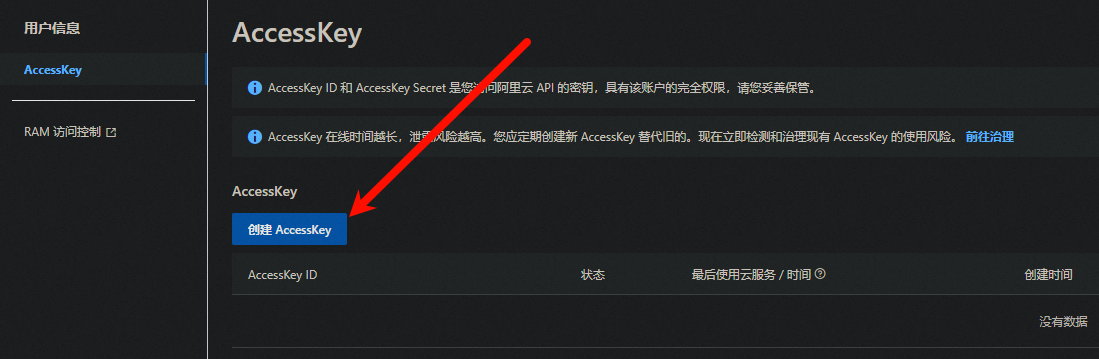 用户信息
AccessKey
RAM 访问控制
AccessKey
AccessKey ID 和 AccessKey Secret 是您访问阿里云 API 的密钥，具有该账户的完全权限，请您妥善保管。
AccessKey 在线时间越长，泄露风险越高。您应定期创建新 AccessKey 替代旧的。现在立即检测和治理现有 AccessKey 的使用风险。 前往治理
AccessKey
创建 AccessKey
AccessKey ID 状态 最后使用云服务 / 时间 创建时间
没有数据